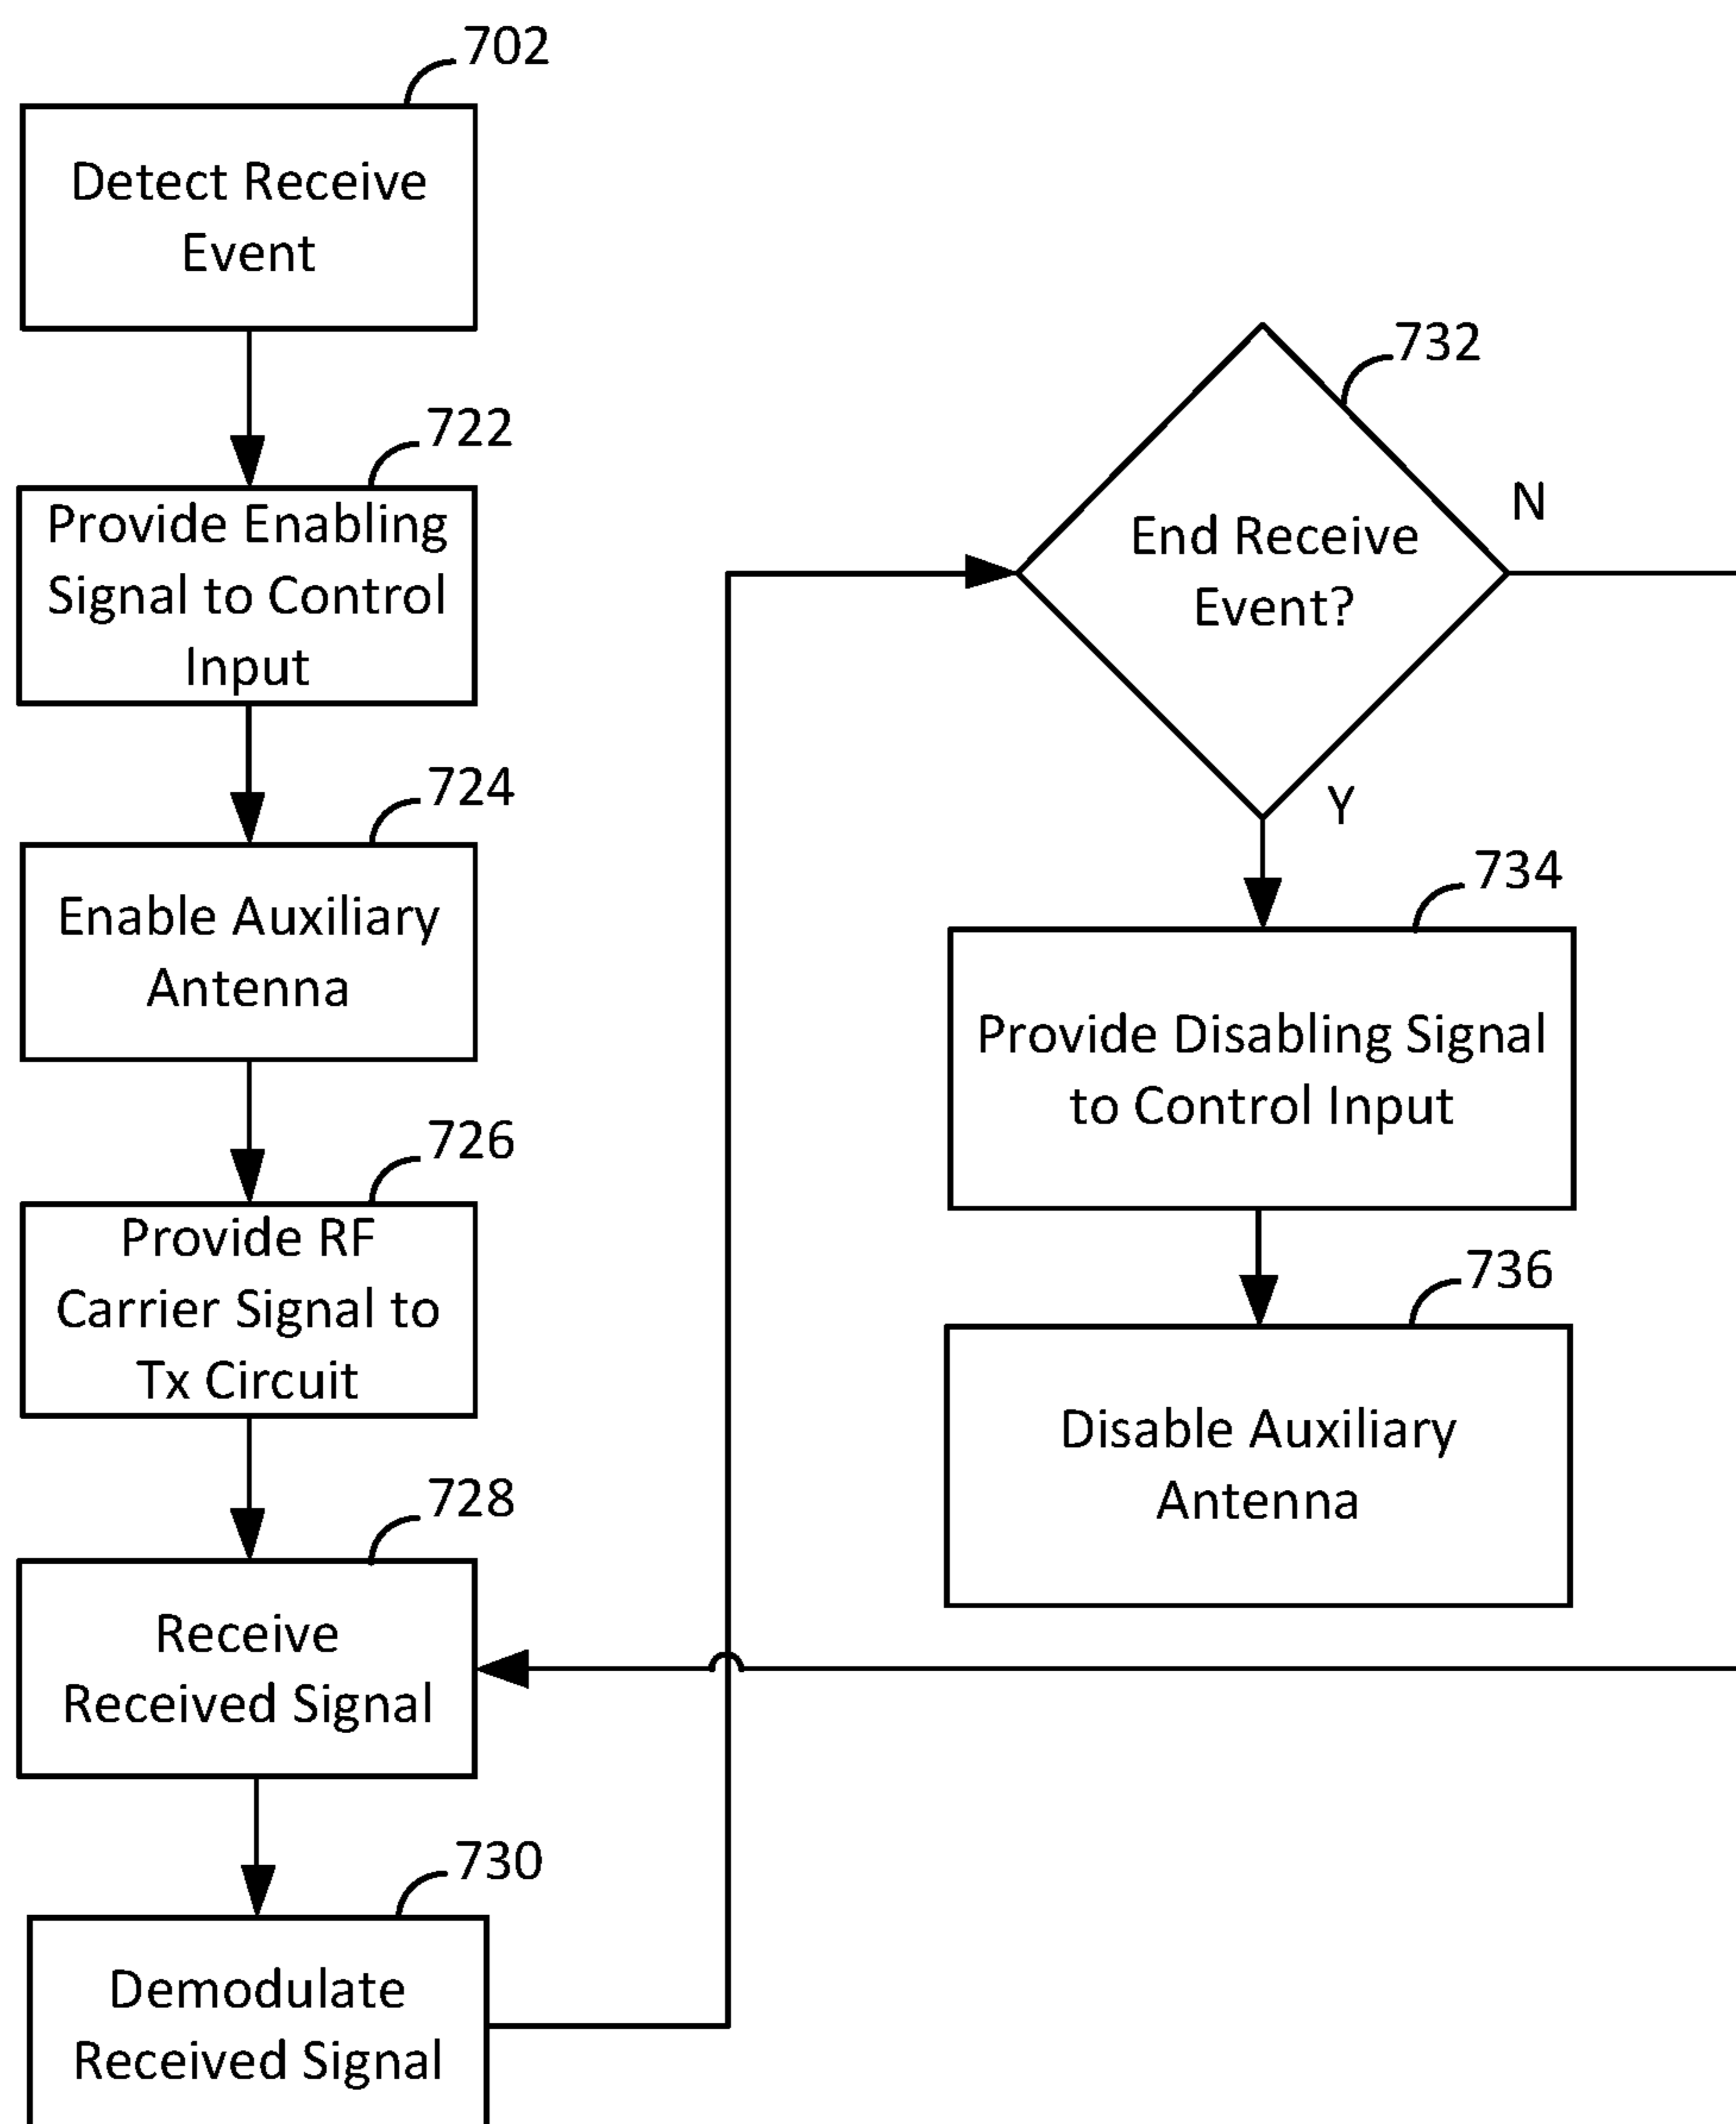 702
Detect Receive
Event
722
Provide Enabling
Signal to Control
Input
724
Enable Auxiliary
Antenna
726
Provide RF
Carrier Signal to
Tx Circuit
728
Receive
Received Signal
730
Demodulate
Received Signal
732
End Receive
Event?
N
Y
734
Provide Disabling Signal
to Control Input
736
Disable Auxiliary
Antenna